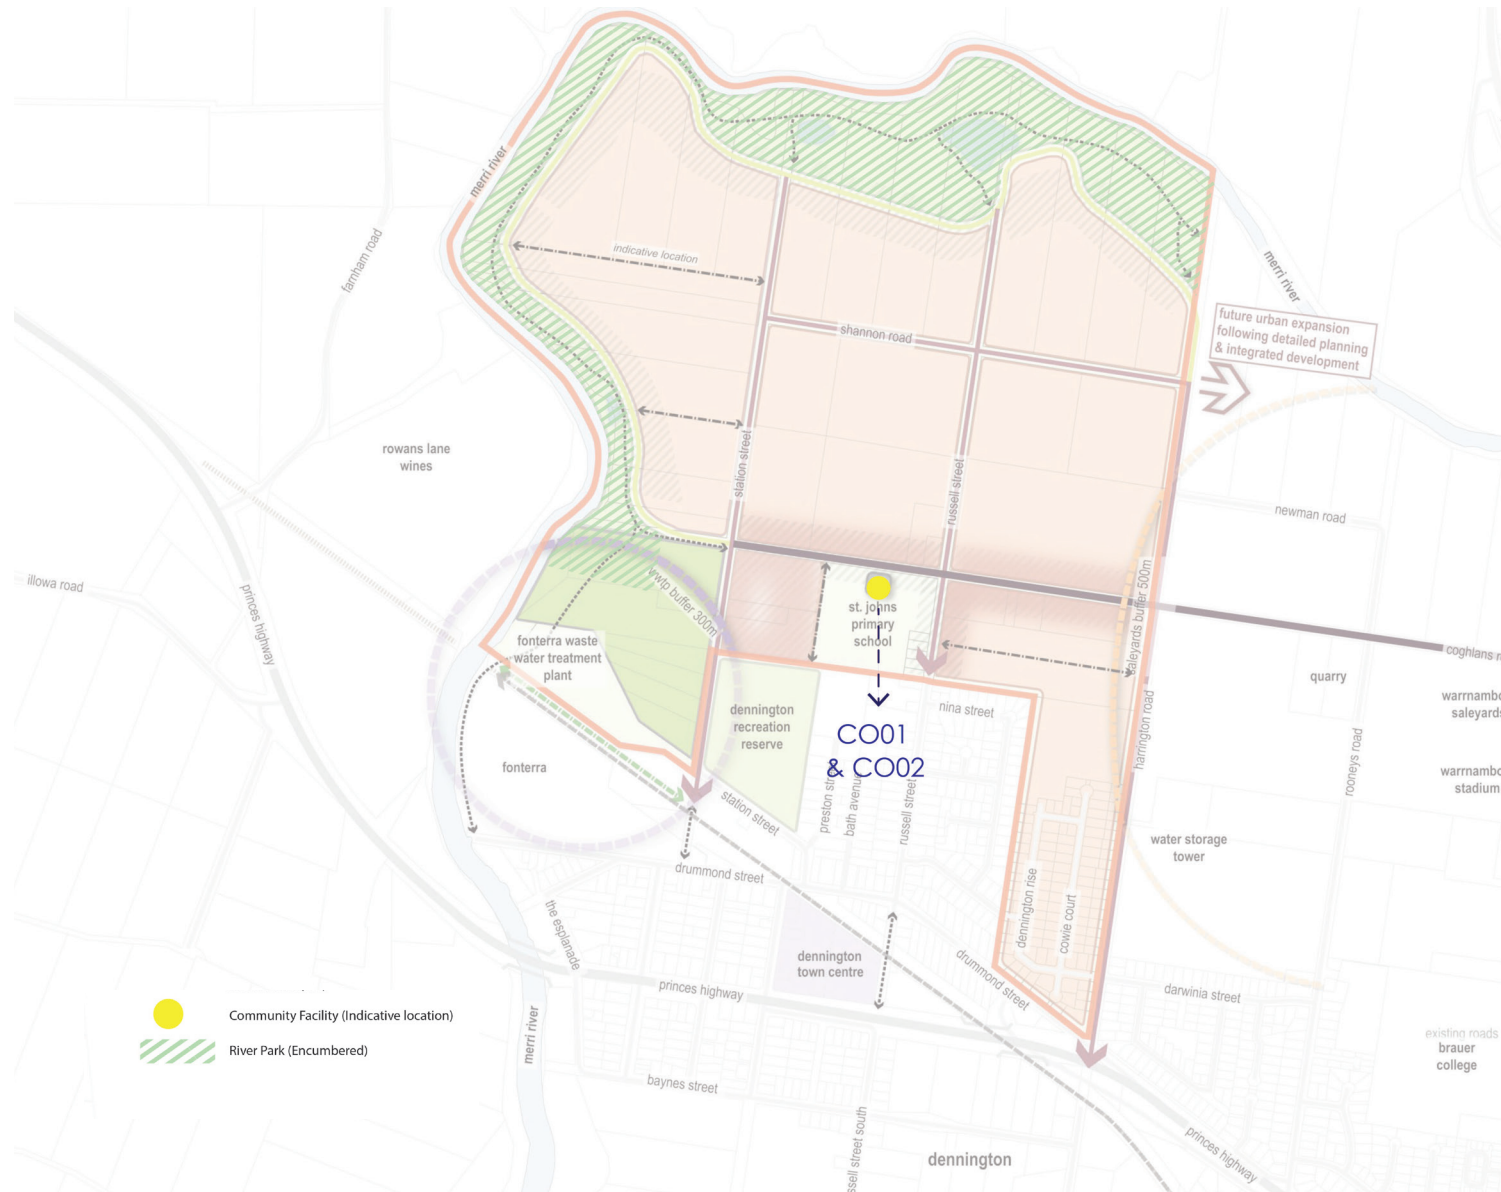 merri river
farnham road
indicative location
merri river
future urban expansion
following detailed planning
& integrated development
shannon road
rowans lane
wines
station street
russell street
newman road
illowa road
princes highway
wwtp buffer 300m
saleyards buffer 500m
st. johns
primary
school
fonterra waste
water treatment
plant
coghlans
quarry
dennington
recreation
reserve
nina street
harrington road
rooneys road
saleyards
stadium
CO01
& CO02
fonterra
station street
preston
bath avenue
russell street
drummond street
water storage
tower
dennington rise
cowie court
the esplanade
dennington
town centre
drummond street
princes highway
darwinia street
Community Facility (Indicative location)
River Park (Encumbered)
merri river
existing roads
brauer
college
baynes street
street south
dennington
princes highway